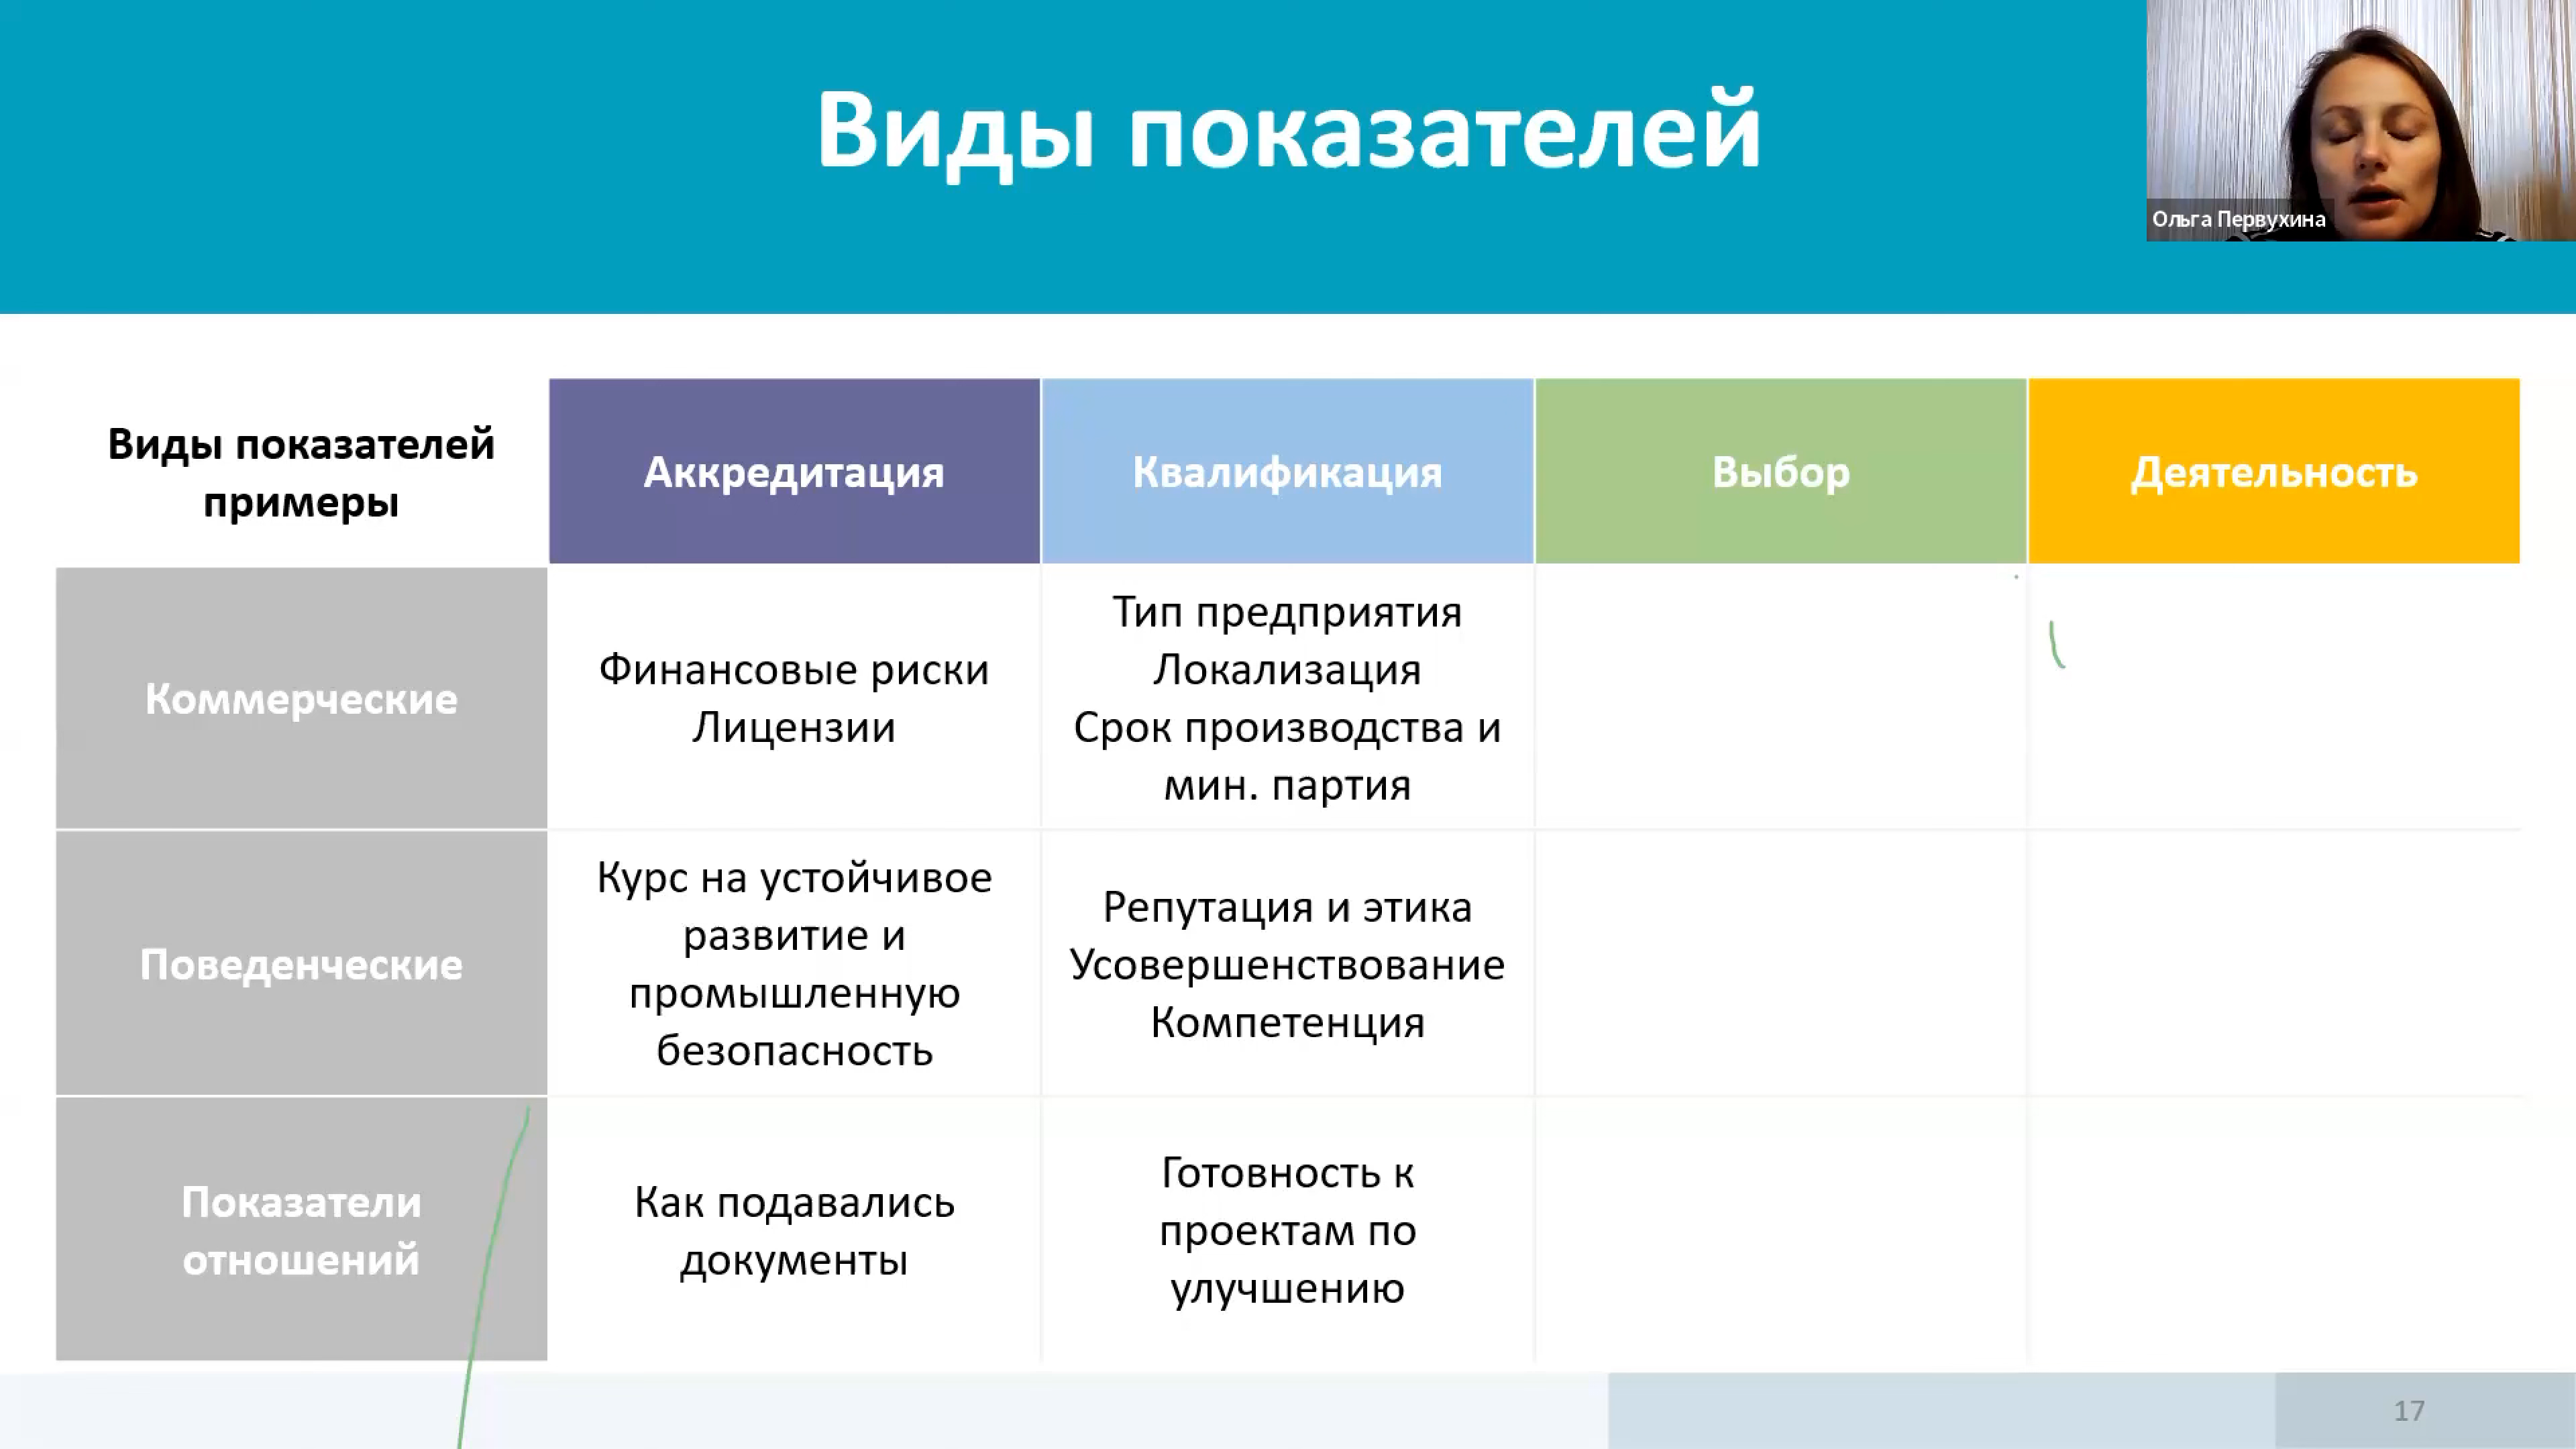 Виды показателей
Ольга Первухина
Виды показателей
примеры
Аккредитация
Квалификация
Выбор
Деятельность
Коммерческие
Финансовые риски
Лицензии
Тип предприятия
Локализация
Срок производства и
мин. партия
Поведенческие
Курс на устойчивое
развитие и
промышленную
безопасность
Репутация и этика
Усовершенствование
Компетенция
Показатели
отношений
Как подавались
документы
Готовность к
проектам по
улучшению
17